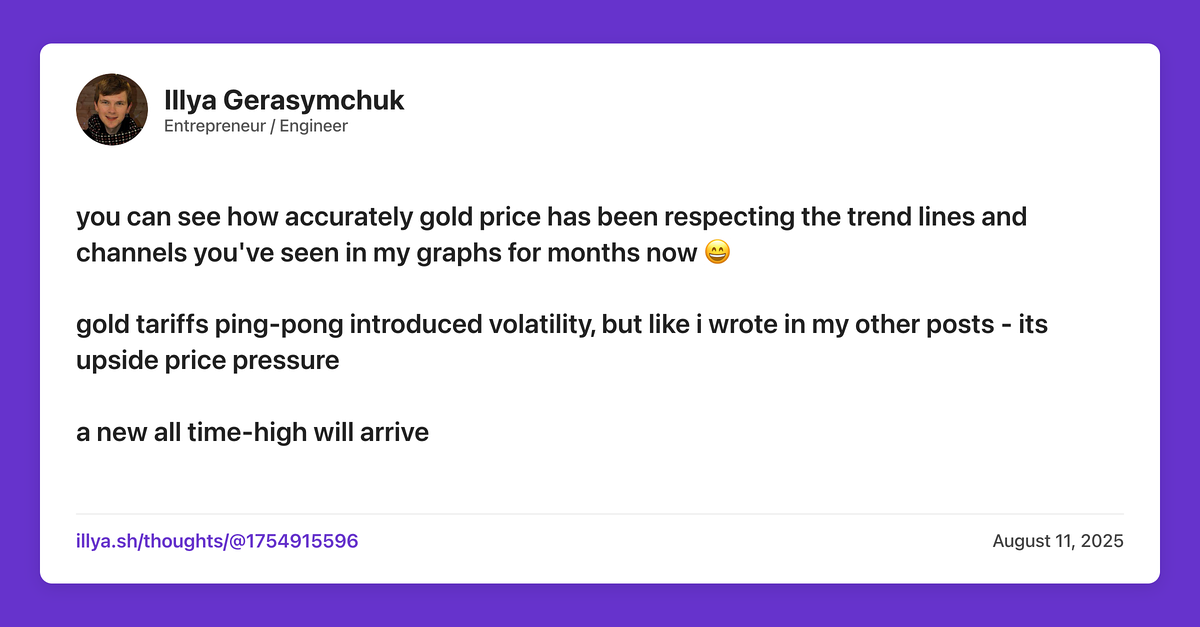 Illya Gerasymchuk
Entrepreneur / Engineer
you can see how accurately gold price has been respecting the trend lines and
channels you've seen in my graphs for months now 😄
gold tariffs ping-pong introduced volatility, but like i wrote in my other posts - its
upside price pressure
a new all time-high will arrive
illya.sh/thoughts/@1754915596
August 11, 2025